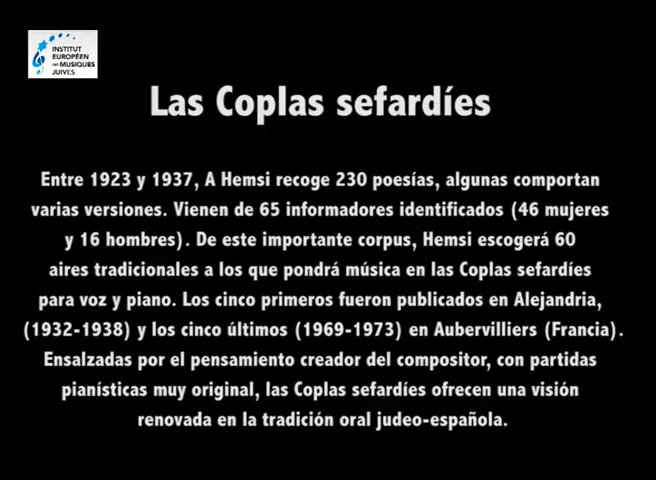 INSTITUT
EUROPÉEN
DES MUSIQUES
JUIVES
Las Coplas sefardíes
Entre 1923 y 1937, A Hemsi recoge 230 poesías, algunas comportan
varias versiones. Vienen de 65 informadores identificados (46 mujeres
y 16 hombres). De este importante corpus, Hemsi escogerá 60
aires tradicionales a los que pondrá música en las Coplas sefardíes
para voz y piano. Los cinco primeros fueron publicados en Alejandria,
(1932-1938) y los cinco últimos (1969-1973) en Aubervilliers (Francia).
Ensalzadas por el pensamiento creador del compositor, con partidas
pianísticas muy original, las Coplas sefardíes ofrecen una visión
renovada en la tradición oral judeo-española.